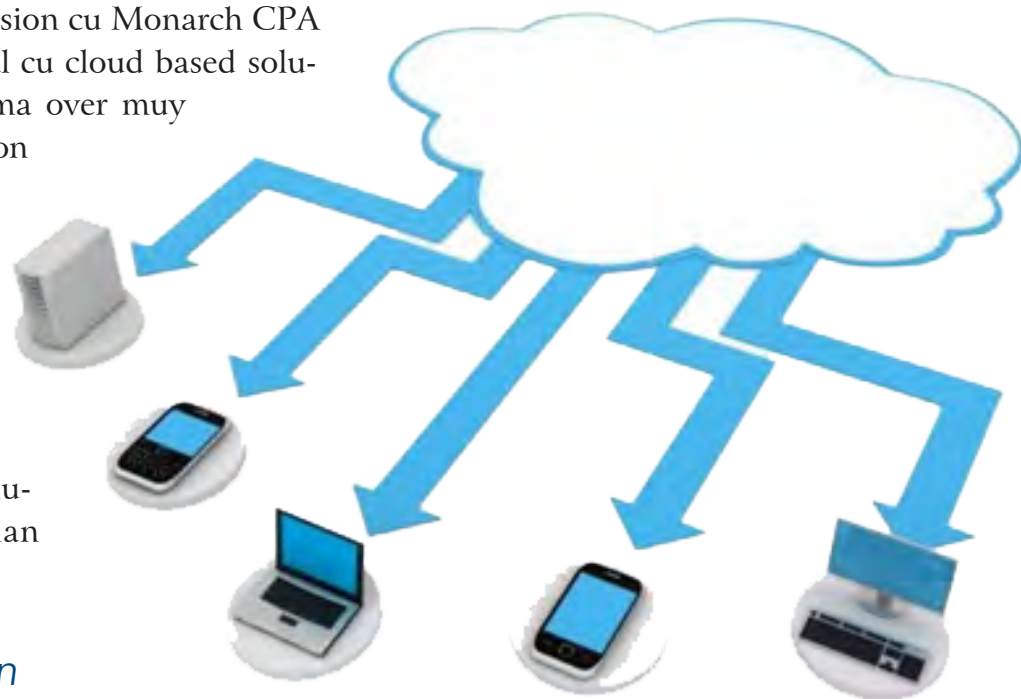 sion cu Monarch CPA
l cu cloud based solu-
ma over muy
on
u-
an
n